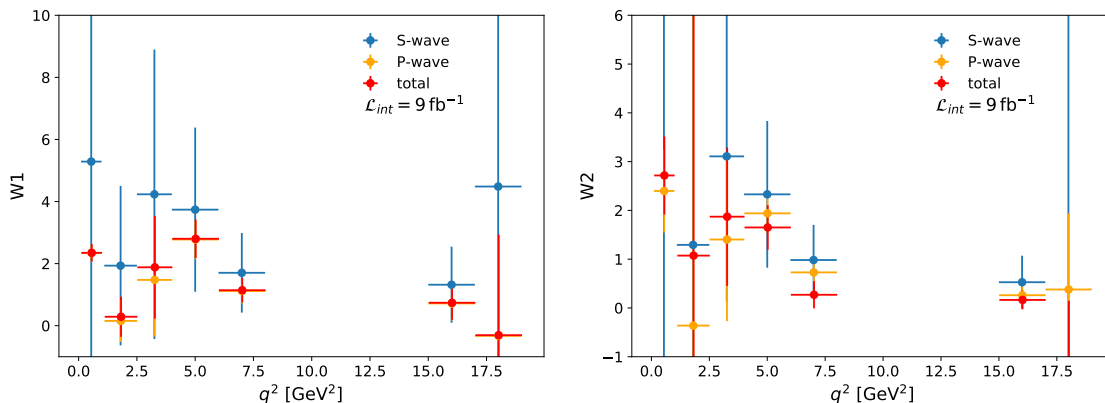 10
8
6
4
2
0
W1
S-wave
P-wave
total
𝓛_int = 9 fb⁻¹
0.0 2.5 5.0 7.5 10.0 12.5 15.0 17.5
q² [GeV²]
6
5
4
3
2
1
0
−1
W2
S-wave
P-wave
total
𝓛_int = 9 fb⁻¹
0.0 2.5 5.0 7.5 10.0 12.5 15.0 17.5
q² [GeV²]